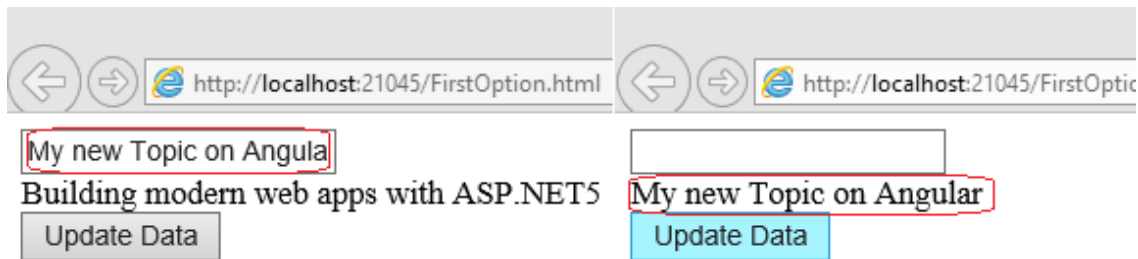 http://localhost:21045/FirstOption.html
My new Topic on Angula
Building modern web apps with ASP.NET5
Update Data
http://localhost:21045/FirstOptio
My new Topic on Angular
Update Data